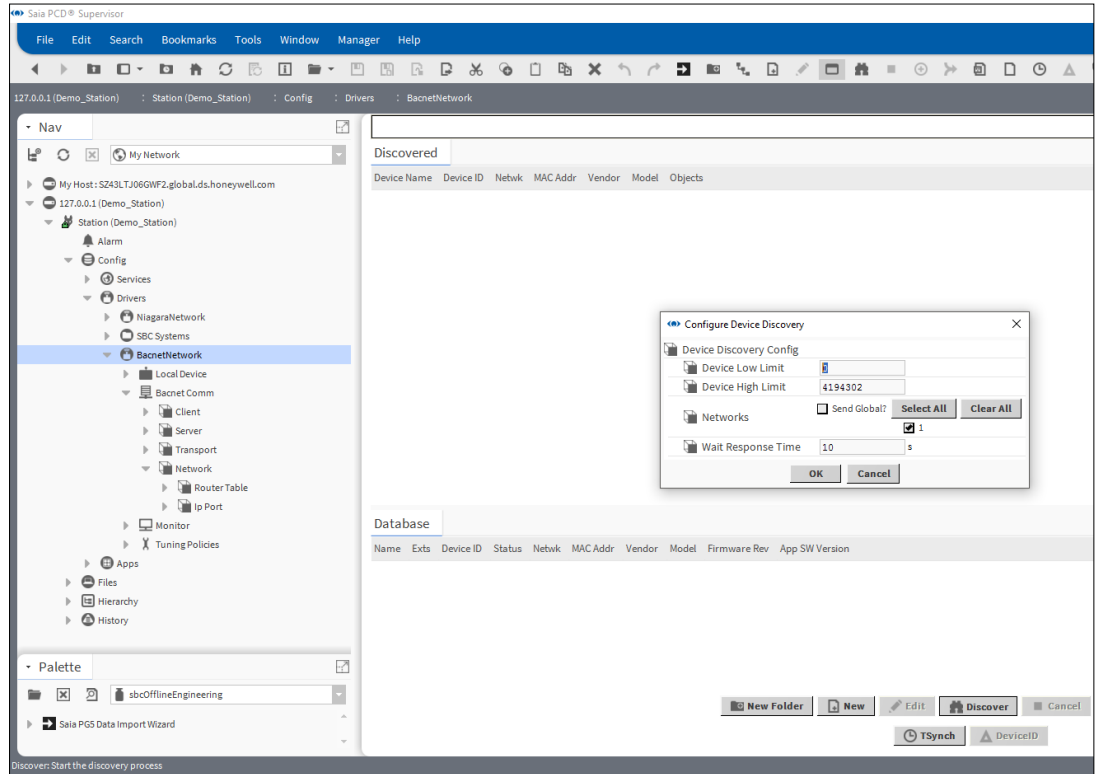 Saia PCD® Supervisor
File Edit Search Bookmarks Tools Window Manager Help
127.0.0.1 (Demo_Station) : Station (Demo_Station) : Config : Drivers : BacnetNetwork
Nav
My Network
My Host : SZ43LTJ06GWF2.global.ds.honeywell.com
127.0.0.1 (Demo_Station)
Station (Demo_Station)
Alarm
Config
Services
Drivers
NiagaraNetwork
SBC Systems
BacnetNetwork
Local Device
Bacnet Comm
Client
Server
Transport
Network
Router Table
Ip Port
Monitor
Tuning Policies
Apps
Files
Hierarchy
History
Palette
sbcOfflineEngineering
Saia PG5 Data Import Wizard
Discovered
Device Name Device ID Netwk MAC Addr Vendor Model Objects
Configure Device Discovery
Device Discovery Config
Device Low Limit 0
Device High Limit 4194302
Networks Send Global? Select All Clear All
1
Wait Response Time 10 s
OK Cancel
Database
Name Exts Device ID Status Netwk MAC Addr Vendor Model Firmware Rev App SW Version
New Folder New Edit Discover Cancel
TSynch DeviceID
Discover: Start the discovery process